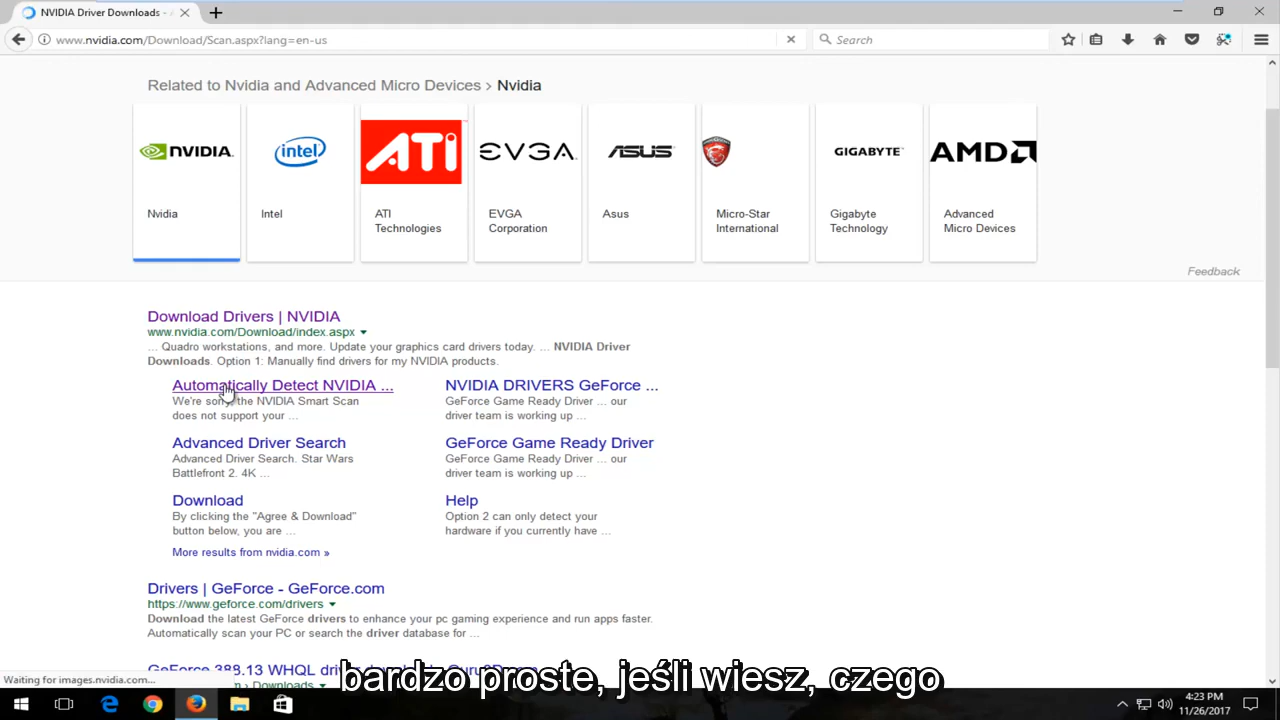 NVIDIA Driver Downloads -
www.nvidia.com/Download/Scan.aspx?lang=en-us
Search
Related to Nvidia and Advanced Micro Devices > Nvidia
NVIDIA.
intel
ATI
EVGA.
ASUS
GIGABYTE
AMD
Nvidia
Intel
ATI Technologies
EVGA Corporation
Asus
Micro-Star International
Gigabyte Technology
Advanced Micro Devices
Feedback
Download Drivers | NVIDIA
www.nvidia.com/Download/index.aspx
... Quadro workstations, and more. Update your graphics card drivers today. ... NVIDIA Driver
Downloads. Option 1: Manually find drivers for my NVIDIA products.
Automatically Detect NVIDIA ...
We're sorry, the NVIDIA Smart Scan
does not support your ...
NVIDIA DRIVERS GeForce ...
GeForce Game Ready Driver ... our
driver team is working up ...
Advanced Driver Search
Advanced Driver Search. Star Wars
Battlefront 2. 4K ...
GeForce Game Ready Driver
GeForce Game Ready Driver ... our
driver team is working up ...
Download
By clicking the "Agree & Download"
button below, you are ...
Help
Option 2 can only detect your
hardware if you currently have ...
More results from nvidia.com »
Drivers | GeForce - GeForce.com
https://www.geforce.com/drivers
Download the latest GeForce drivers to enhance your pc gaming experience and run apps faster.
Automatically scan your PC or search the driver database for ...
GeForce 388.13 WHQL
Downloads
bardzo proste, jeśli wiesz, czego
Waiting for images.nvidia.com...
4:23 PM
11/26/2017